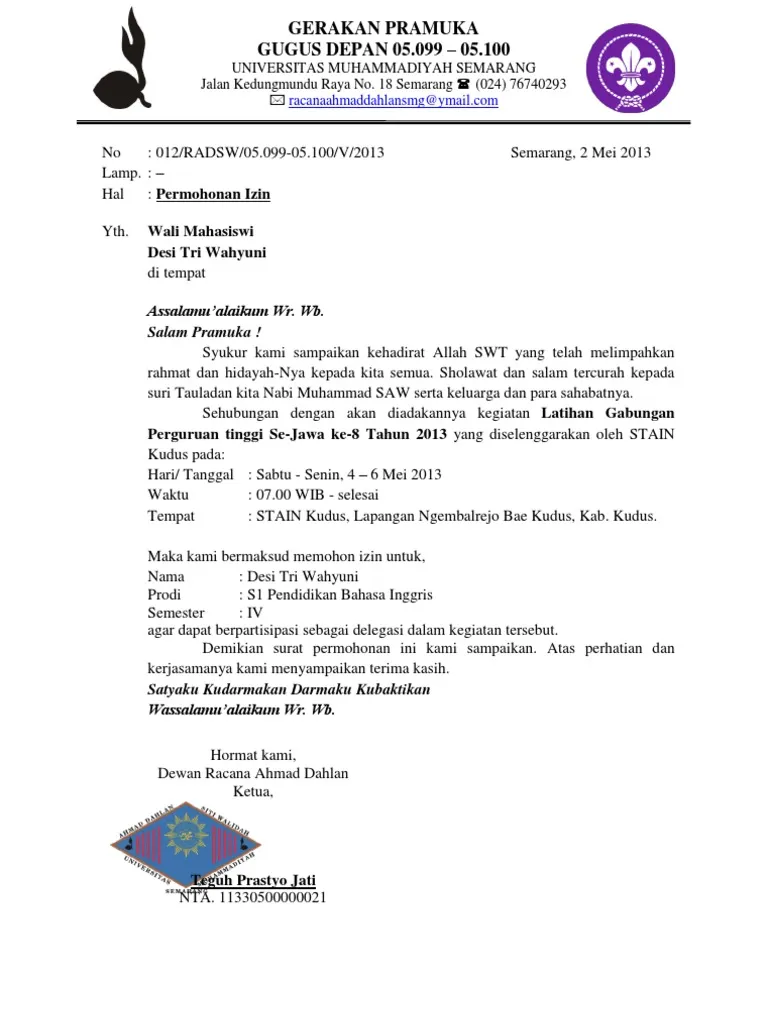 GERAKAN PRAMUKA
GUGUS DEPAN 05.099 – 05.100
UNIVERSITAS MUHAMMADIYAH SEMARANG
Jalan Kedungmundu Raya No. 18 Semarang ☎ (024) 76740293
✉ racanaahmaddahlansmg@ymail.com
No : 012/RADSW/05.099-05.100/V/2013 Semarang, 2 Mei 2013
Lamp. : –
Hal : Permohonan Izin
Yth. Wali Mahasiswi
Desi Tri Wahyuni
di tempat
Assalamu’alaikum Wr. Wb.
Salam Pramuka !
Syukur kami sampaikan kehadirat Allah SWT yang telah melimpahkan
rahmat dan hidayah-Nya kepada kita semua. Sholawat dan salam tercurah kepada
suri Tauladan kita Nabi Muhammad SAW serta keluarga dan para sahabatnya.
Sehubungan dengan akan diadakannya kegiatan Latihan Gabungan
Perguruan tinggi Se-Jawa ke-8 Tahun 2013 yang diselenggarakan oleh STAIN
Kudus pada:
Hari/ Tanggal : Sabtu - Senin, 4 – 6 Mei 2013
Waktu : 07.00 WIB - selesai
Tempat : STAIN Kudus, Lapangan Ngembalrejo Bae Kudus, Kab. Kudus.
Maka kami bermaksud memohon izin untuk,
Nama : Desi Tri Wahyuni
Prodi : S1 Pendidikan Bahasa Inggris
Semester : IV
agar dapat berpartisipasi sebagai delegasi dalam kegiatan tersebut.
Demikian surat permohonan ini kami sampaikan. Atas perhatian dan
kerjasamanya kami menyampaikan terima kasih.
Satyaku Kudarmakan Darmaku Kubaktikan
Wassalamu’alaikum Wr. Wb.
Hormat kami,
Dewan Racana Ahmad Dahlan
Ketua,
AHMAD DAHLAN
SITI WALIDAH
UNIVERSITAS MUHAMMADIYAH
SEMARANG
Teguh Prastyo Jati
NTA. 11330500000021